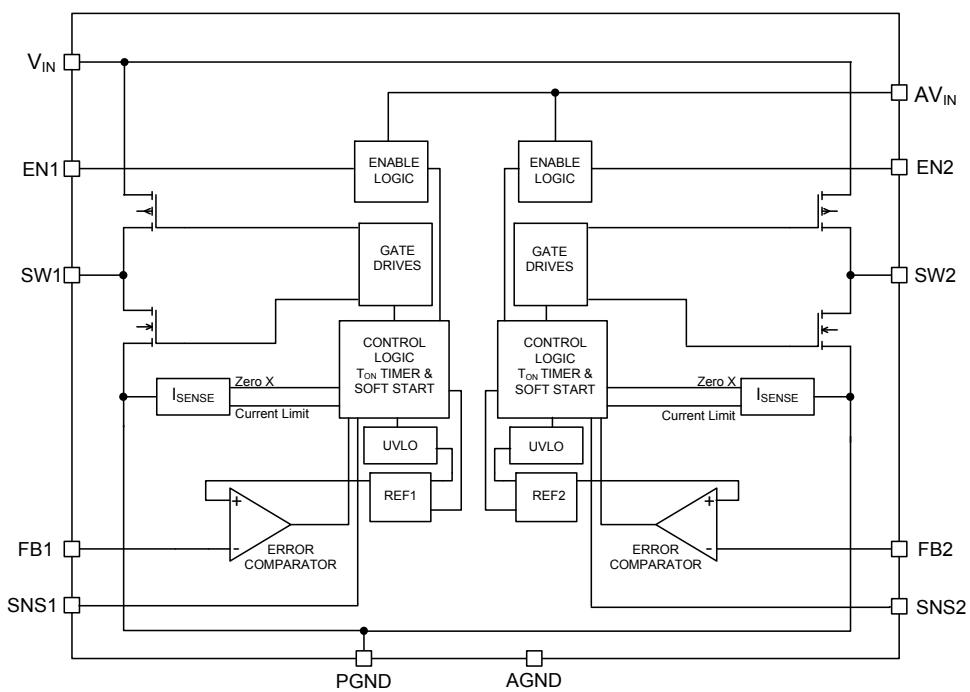 VIN
AVIN
EN1
ENABLE
LOGIC
ENABLE
LOGIC
EN2
GATE
DRIVES
GATE
DRIVES
SW1
SW2
CONTROL
LOGIC
TON TIMER &
SOFT START
CONTROL
LOGIC
TON TIMER &
SOFT START
ISENSE
Zero X
Current Limit
Zero X
Current Limit
ISENSE
UVLO
UVLO
REF1
REF2
+
-
+
-
FB1
ERROR
COMPARATOR
ERROR
COMPARATOR
FB2
SNS1
SNS2
PGND
AGND